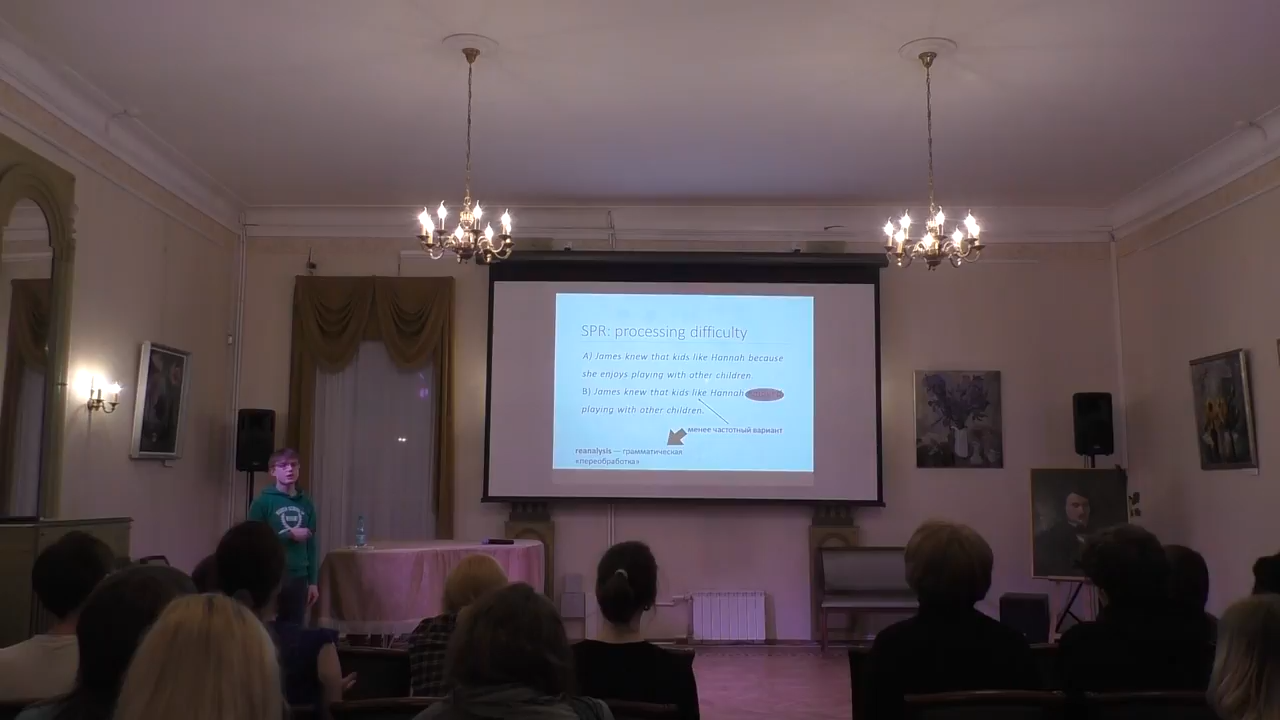 SPR: processing difficulty
A) James knew that kids like Hannah because
she enjoys playing with other children
B) James knew that kids like Hannah
playing with other children.
менее частотный вариант
reanalysis — грамматическая
«переобработка»